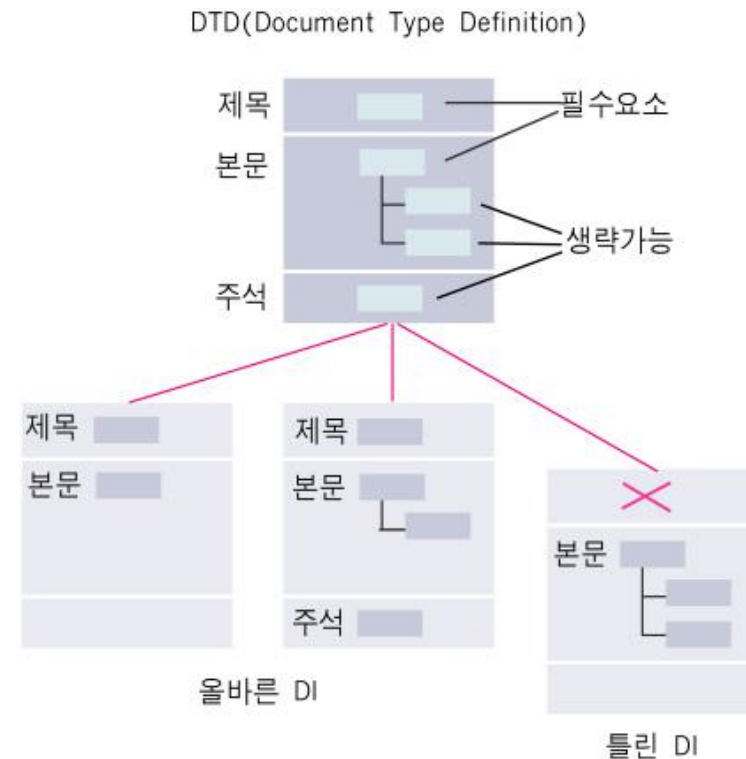 DTD(Document Type Definition)
제목
필수요소
본문
생략가능
주석
제목
본문
제목
본문
주석
본문
올바른 DI
틀린 DI